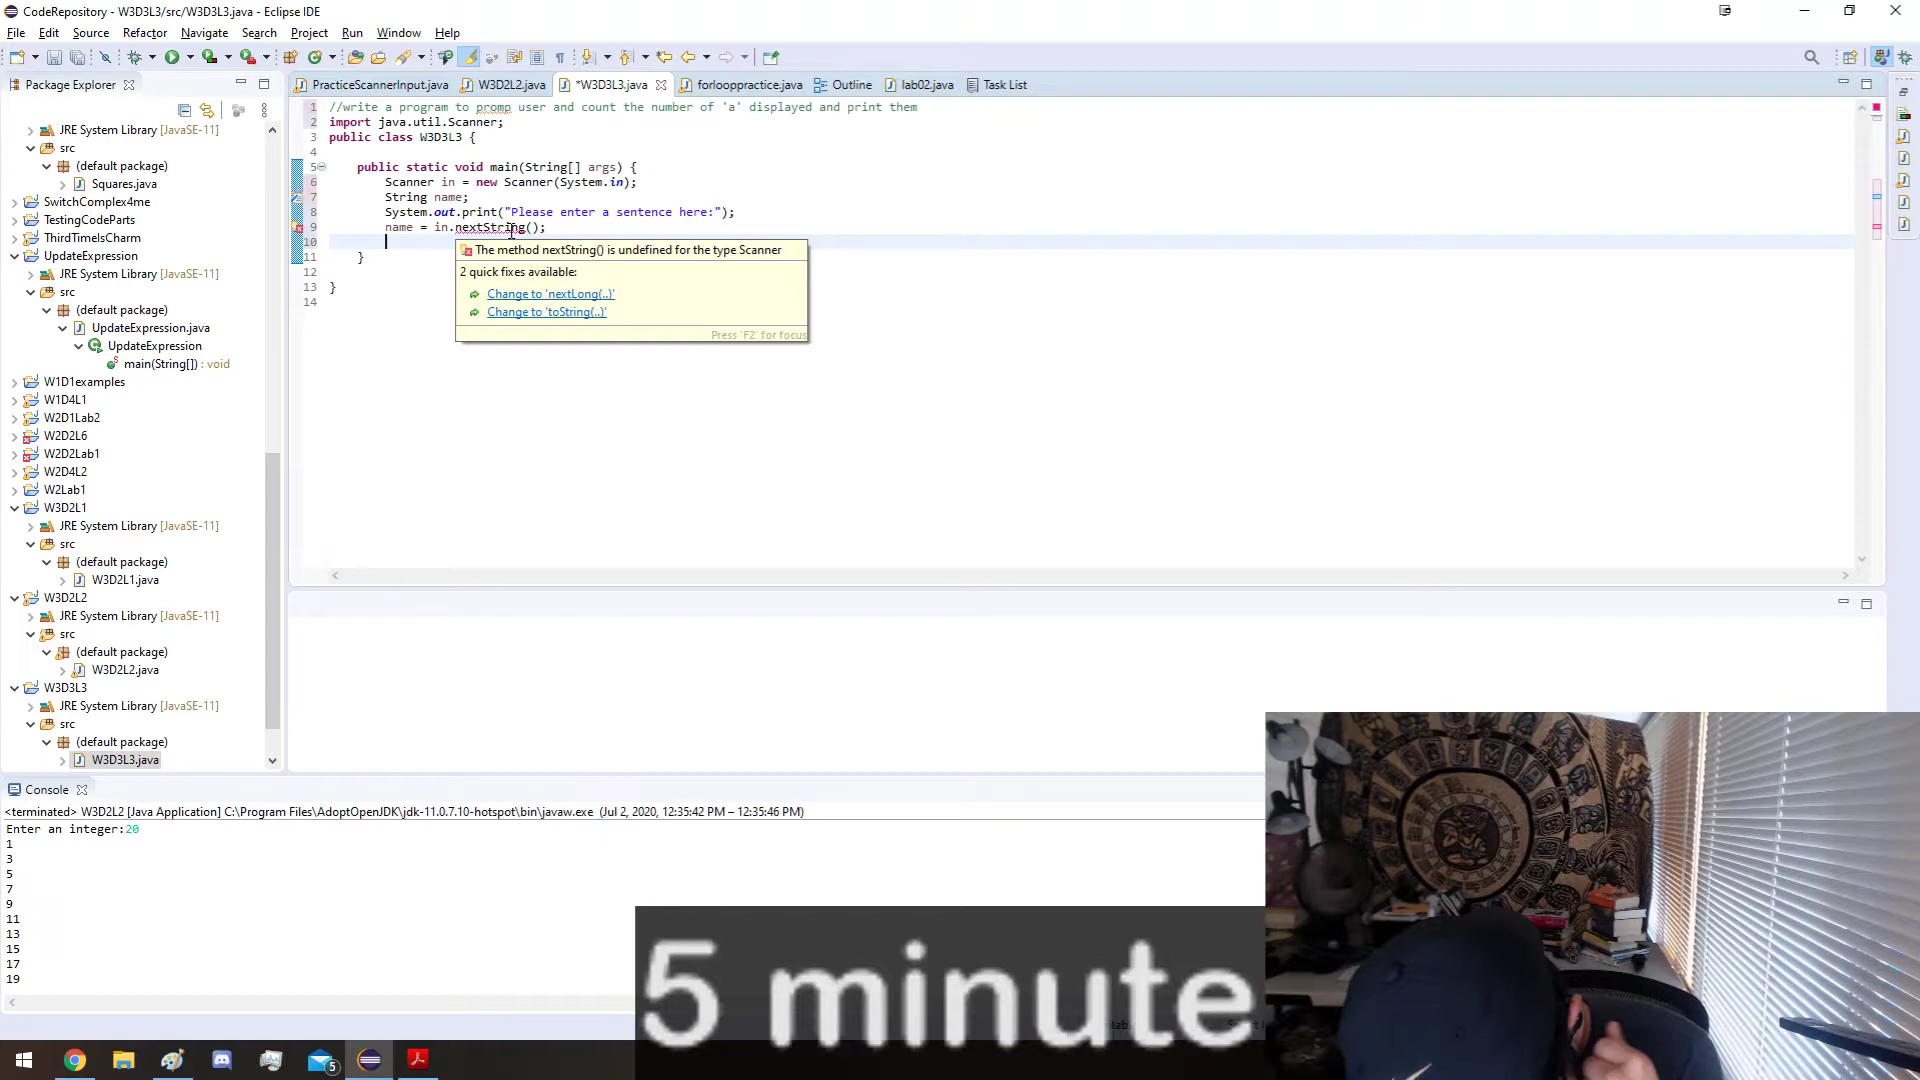 CodeRepository - W3D3L3/src/W3D3L3.java - Eclipse IDE
File Edit Source Refactor Navigate Search Project Run Window Help
Package Explorer
PracticeScannerInput.java W3D2L2.java *W3D3L3.java forlooppractice.java Outline lab02.java Task List
JRE System Library [JavaSE-11]
src
(default package)
Squares.java
SwitchComplex4me
TestingCodeParts
ThirdTimeIsCharm
UpdateExpression
JRE System Library [JavaSE-11]
src
(default package)
UpdateExpression.java
UpdateExpression
main(String[]) : void
W1D1examples
W1D4L1
W2D1Lab2
W2D2L6
W2D2Lab1
W2D4L2
W2Lab1
W3D2L1
JRE System Library [JavaSE-11]
src
(default package)
W3D2L1.java
W3D2L2
JRE System Library [JavaSE-11]
src
(default package)
W3D2L2.java
W3D3L3
JRE System Library [JavaSE-11]
src
(default package)
W3D3L3.java
1 //write a program to promp user and count the number of 'a' displayed and print them
2 import java.util.Scanner;
3 public class W3D3L3 {
4
5 public static void main(String[] args) {
6 Scanner in = new Scanner(System.in);
7 String name;
8 System.out.print("Please enter a sentence here:");
9 name = in.nextString();
10
11 }
12
13 }
14
The method nextString() is undefined for the type Scanner
2 quick fixes available:
Change to 'nextLong(..)'
Change to 'toString(..)'
Press 'F2' for focus
Console
<terminated> W3D2L2 [Java Application] C:\Program Files\AdoptOpenJDK\jdk-11.0.7.10-hotspot\bin\javaw.exe (Jul 2, 2020, 12:35:42 PM – 12:35:46 PM)
Enter an integer:20
1
3
5
7
9
11
13
15
17
19
5 minute
5